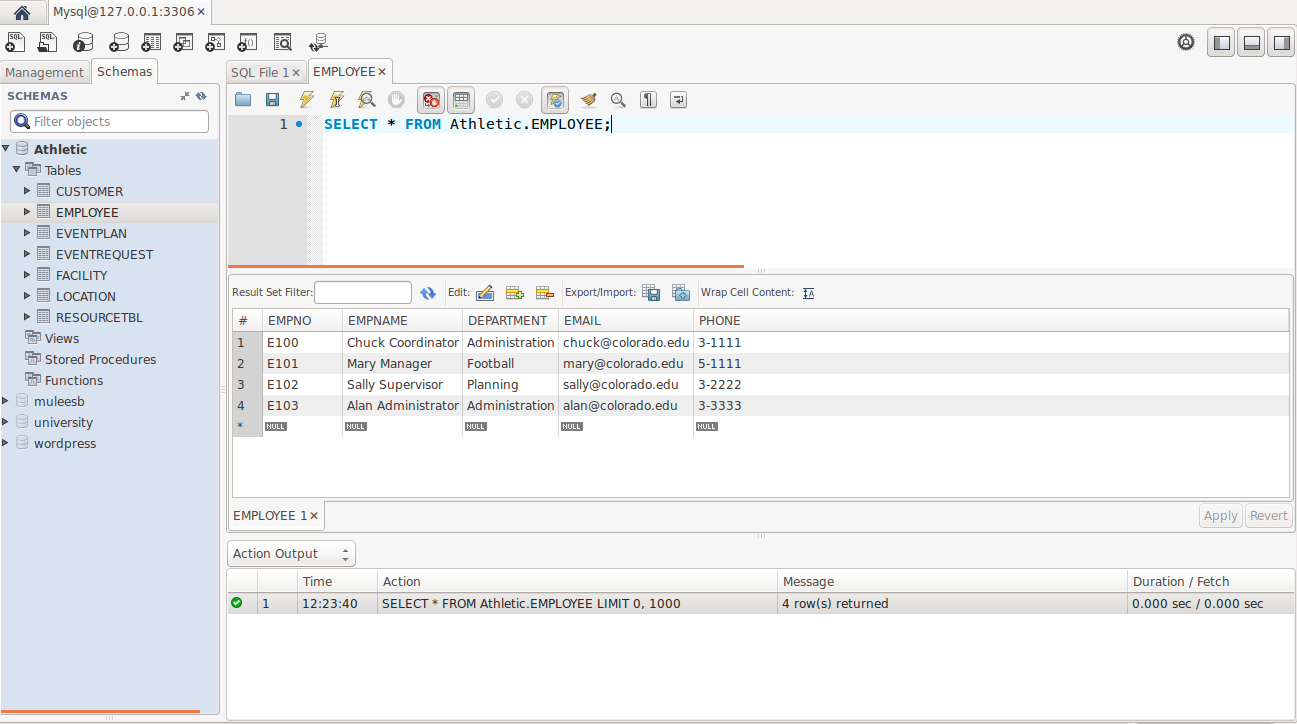 Mysql@127.0.0.1:3306 ×
Management
Schemas
SQL File 1 ×
EMPLOYEE ×
SCHEMAS
Filter objects
1 SELECT * FROM Athletic.EMPLOYEE;
Athletic
Tables
CUSTOMER
EMPLOYEE
EVENTPLAN
EVENTREQUEST
FACILITY
LOCATION
RESOURCETBL
Views
Stored Procedures
Functions
muleesb
university
wordpress
Result Set Filter: Edit: Export/Import: Wrap Cell Content:
# EMPNO EMPNAME DEPARTMENT EMAIL PHONE
1 E100 Chuck Coordinator Administration chuck@colorado.edu 3-1111
2 E101 Mary Manager Football mary@colorado.edu 5-1111
3 E102 Sally Supervisor Planning sally@colorado.edu 3-2222
4 E103 Alan Administrator Administration alan@colorado.edu 3-3333
* NULL NULL NULL NULL NULL
EMPLOYEE 1 × Apply Revert
Action Output
Time Action Message Duration / Fetch
1 12:23:40 SELECT * FROM Athletic.EMPLOYEE LIMIT 0, 1000 4 row(s) returned 0.000 sec / 0.000 sec